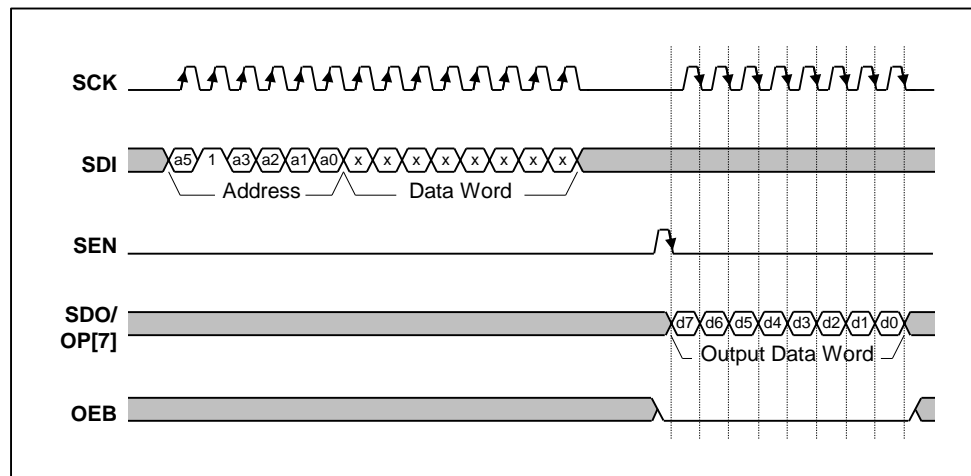 SCK
SDI
a5 1 a3 a2 a1 a0 x x x x x x x x
Address Data Word
SEN
SDO/
OP[7]
d7 d6 d5 d4 d3 d2 d1 d0
Output Data Word
OEB